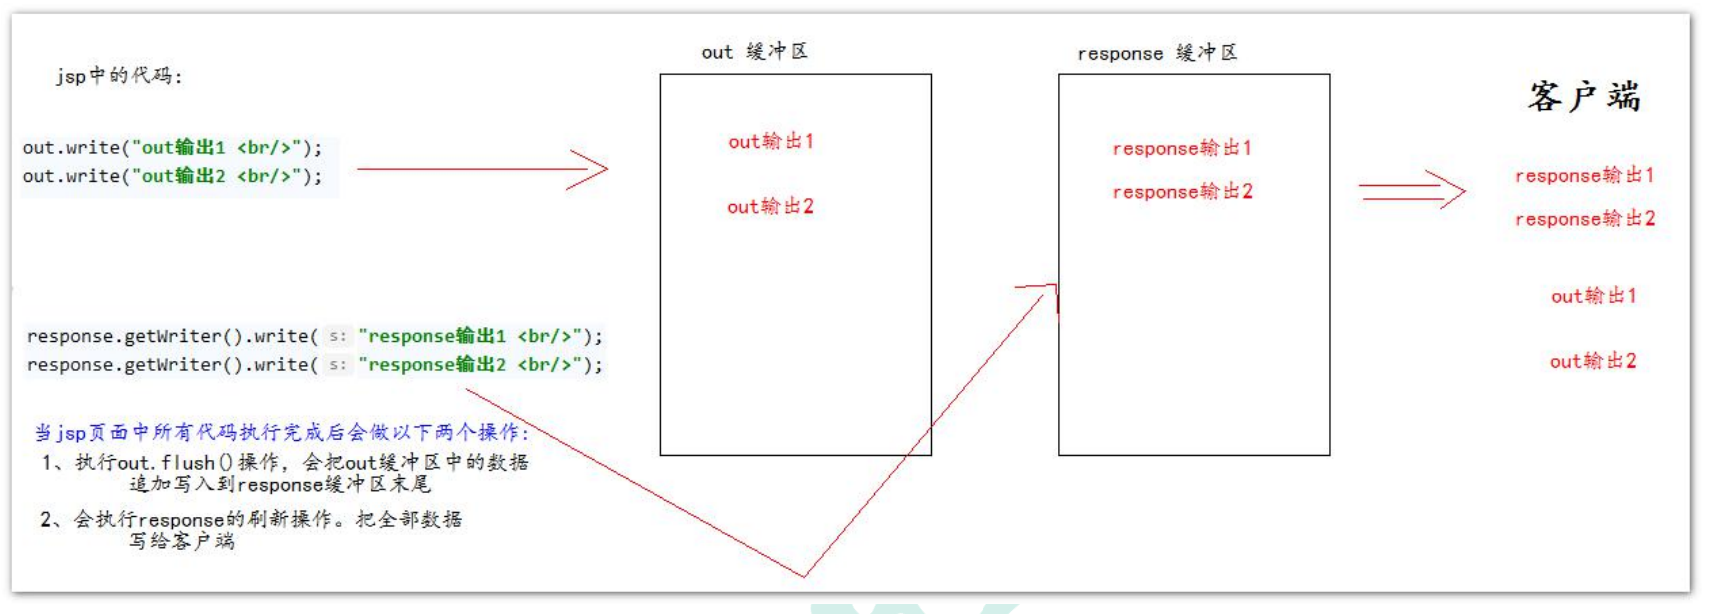 jsp中的代码:
out.write("out输出1 <br/>");
out.write("out输出2 <br/>");
response.getWriter().write( s: "response输出1 <br/>");
response.getWriter().write( s: "response输出2 <br/>");
当jsp页面中所有代码执行完成后会做以下两个操作:
1、执行out.flush()操作，会把out缓冲区中的数据
追加写入到response缓冲区末尾
2、会执行response的刷新操作。把全部数据
写给客户端
out 缓冲区
out输出1
out输出2
response 缓冲区
response输出1
response输出2
客户端
response输出1
response输出2
out输出1
out输出2